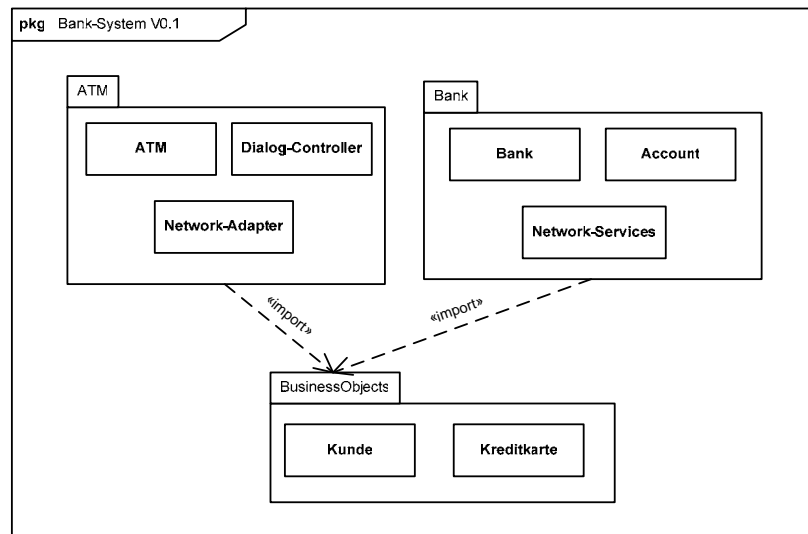 pkg Bank-System V0.1
ATM
ATM
Dialog-Controller
Network-Adapter
Bank
Bank
Account
Network-Services
«import»
«import»
BusinessObjects
Kunde
Kreditkarte